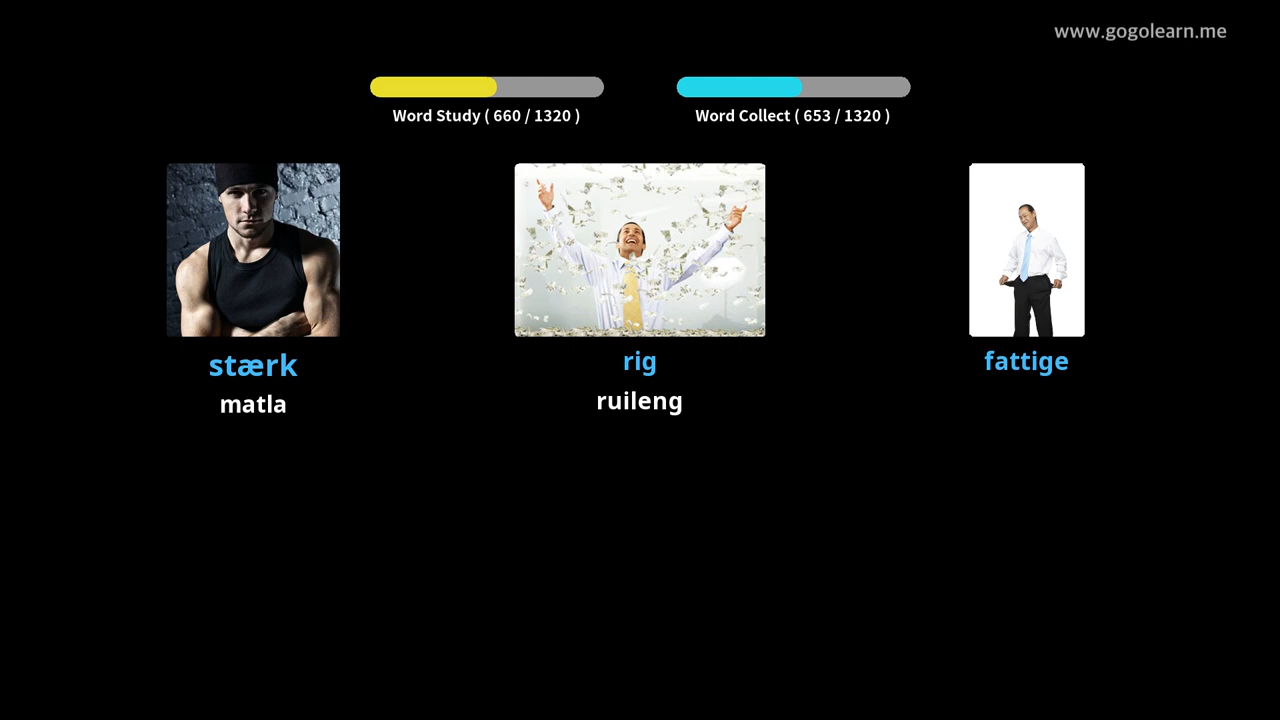 www.gogolearn.me
Word Study ( 660 / 1320 )
Word Collect ( 653 / 1320 )
stærk
rig
fattige
matla
ruileng